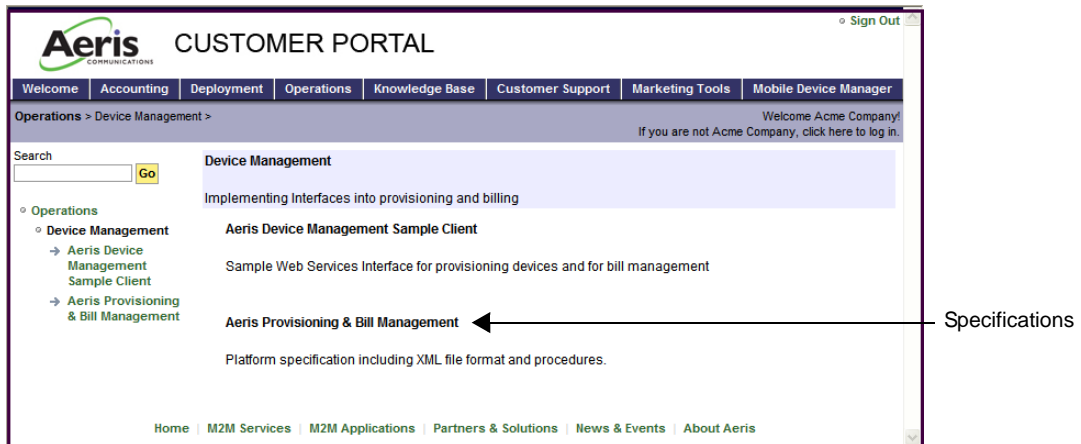 Sign Out
Aeris
COMMUNICATIONS
CUSTOMER PORTAL
Welcome Accounting Deployment Operations Knowledge Base Customer Support Marketing Tools Mobile Device Manager
Operations > Device Management >
Welcome Acme Company!
If you are not Acme Company, click here to log in.
Search
Go
Operations
Device Management
Aeris Device
Management
Sample Client
Aeris Provisioning
& Bill Management
Device Management
Implementing Interfaces into provisioning and billing
Aeris Device Management Sample Client
Sample Web Services Interface for provisioning devices and for bill management
Aeris Provisioning & Bill Management
Specifications
Platform specification including XML file format and procedures.
Home | M2M Services | M2M Applications | Partners & Solutions | News & Events | About Aeris